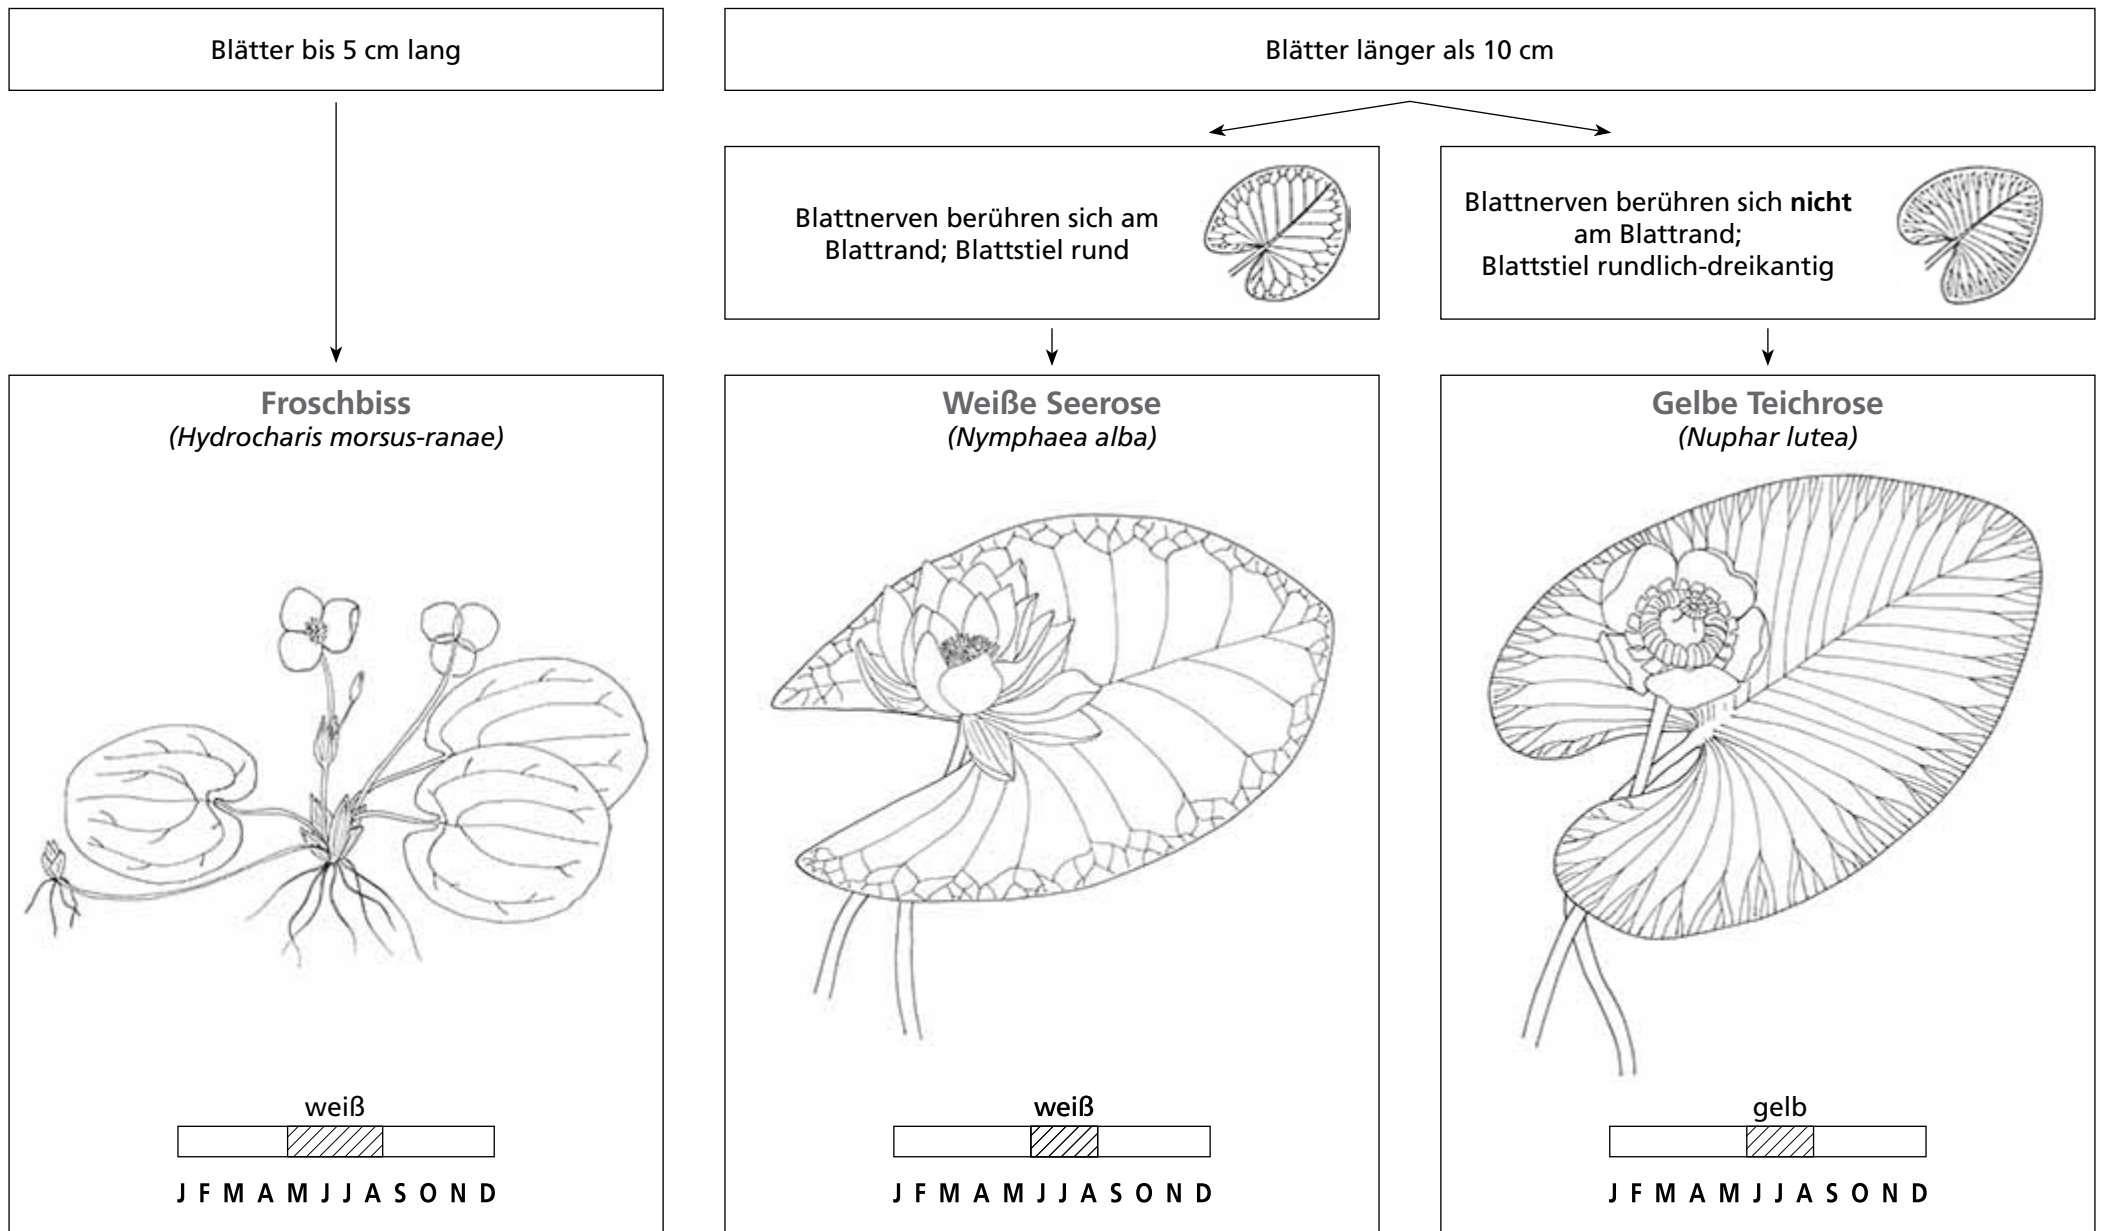 Blätter bis 5 cm lang
Blätter länger als 10 cm
Blattnerven berühren sich am
Blattrand; Blattstiel rund
Blattnerven berühren sich nicht
am Blattrand;
Blattstiel rundlich-dreikantig
Froschbiss
(Hydrocharis morsus-ranae)
weiß
J F M A M J J A S O N D
Weiße Seerose
(Nymphaea alba)
weiß
J F M A M J J A S O N D
Gelbe Teichrose
(Nuphar lutea)
gelb
J F M A M J J A S O N D